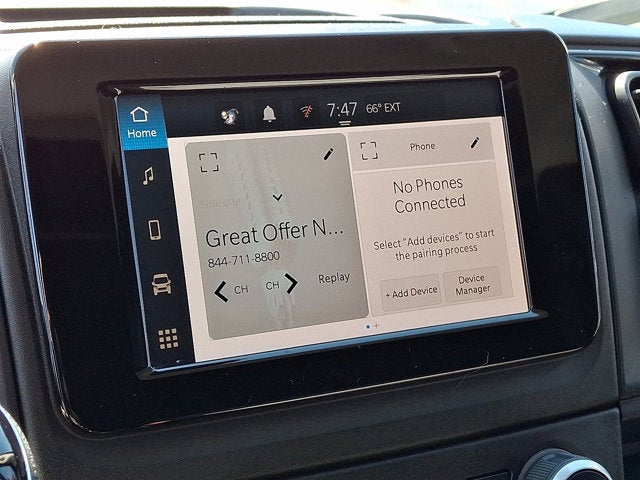 7:47 66° EXT
Home
Phone
No Phones
Connected
Select "Add devices" to start
the pairing process
+ Add Device
Device
Manager
Great Offer N...
844-711-8800
CH CH Replay